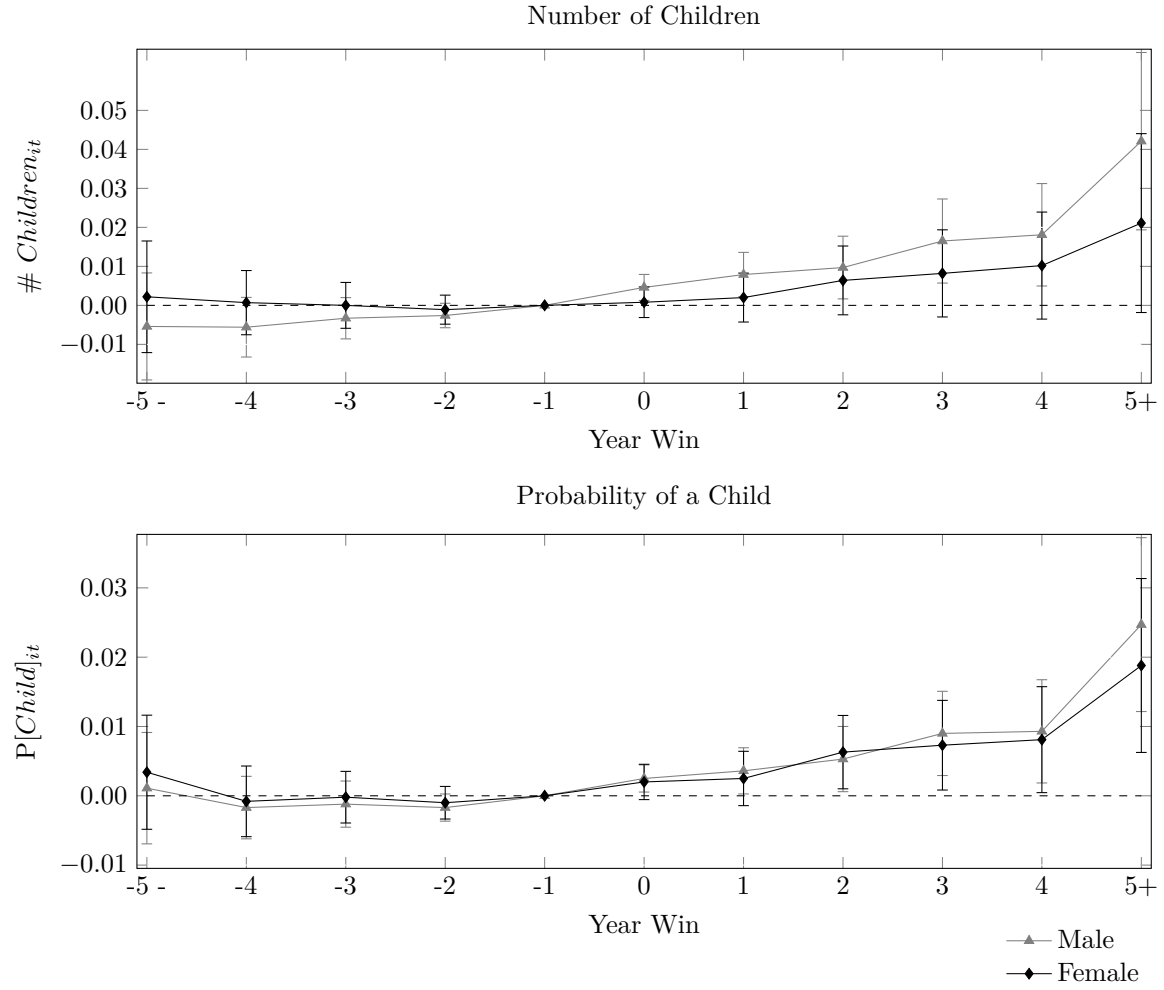 Number of Children
# Children_it
0.05
0.04
0.03
0.02
0.01
0.00
−0.01
-5 - -4 -3 -2 -1 0 1 2 3 4 5+
Year Win
Probability of a Child
P[Child]_it
0.03
0.02
0.01
0.00
−0.01
-5 - -4 -3 -2 -1 0 1 2 3 4 5+
Year Win
Male
Female